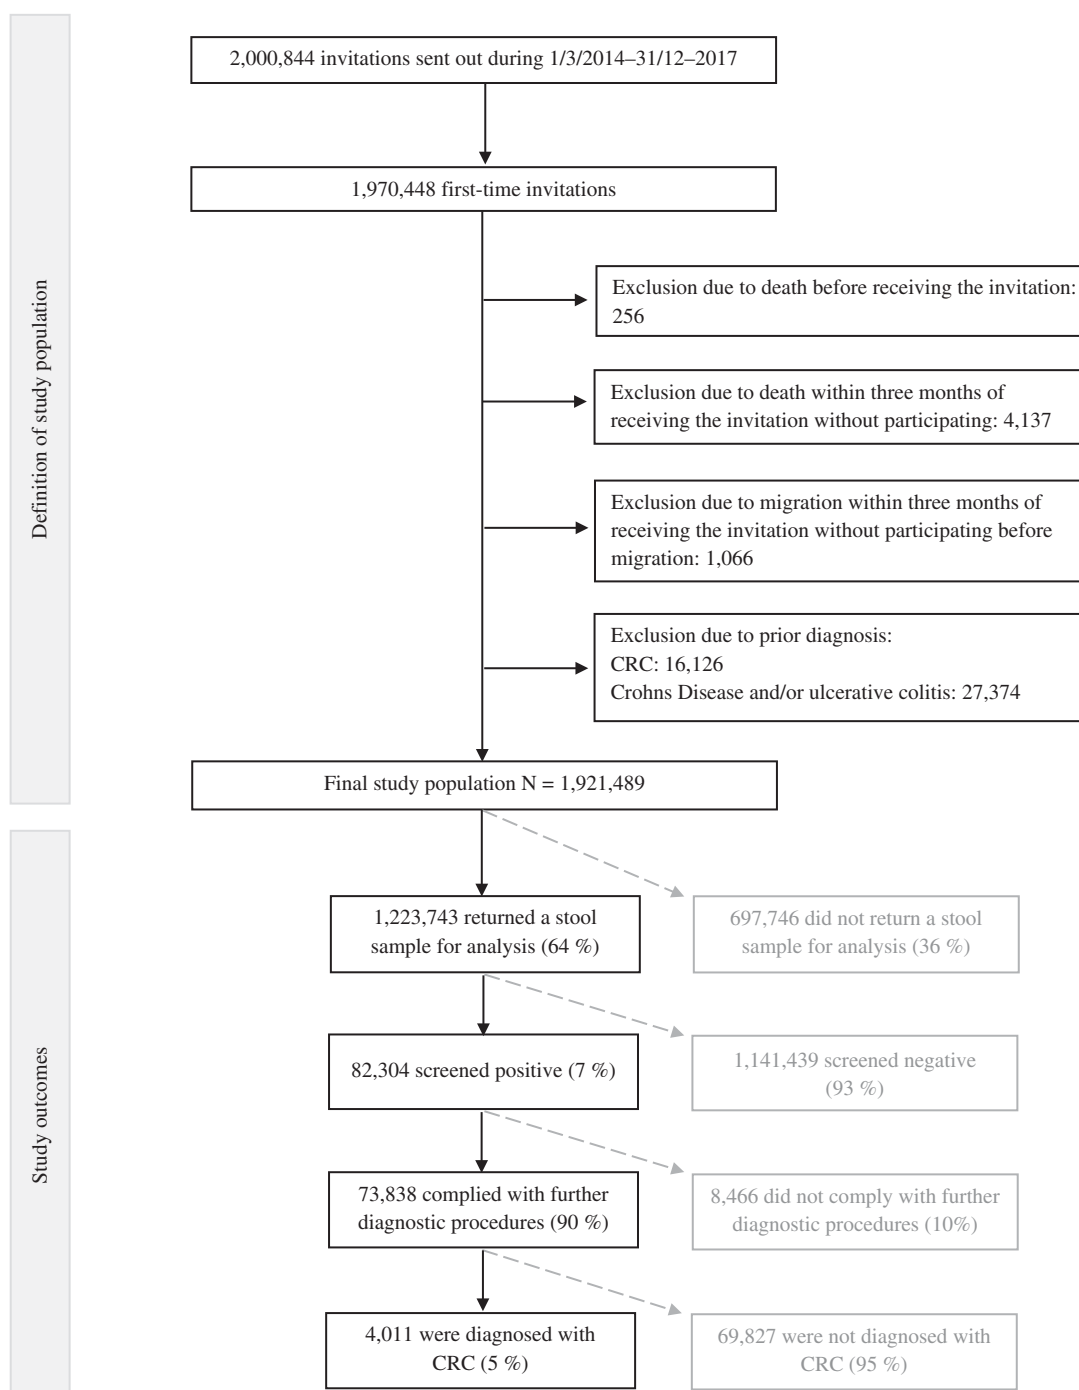 2,000,844 invitations sent out during 1/3/2014–31/12–2017
1,970,448 first-time invitations
Exclusion due to death before receiving the invitation:
256
Exclusion due to death within three months of
receiving the invitation without participating: 4,137
Exclusion due to migration within three months of
receiving the invitation without participating before
migration: 1,066
Exclusion due to prior diagnosis:
CRC: 16,126
Crohns Disease and/or ulcerative colitis: 27,374
Final study population N = 1,921,489
Definition of study population
1,223,743 returned a stool
sample for analysis (64 %)
697,746 did not return a stool
sample for analysis (36 %)
82,304 screened positive (7 %)
1,141,439 screened negative
(93 %)
73,838 complied with further
diagnostic procedures (90 %)
8,466 did not comply with further
diagnostic procedures (10%)
4,011 were diagnosed with
CRC (5 %)
69,827 were not diagnosed with
CRC (95 %)
Study outcomes